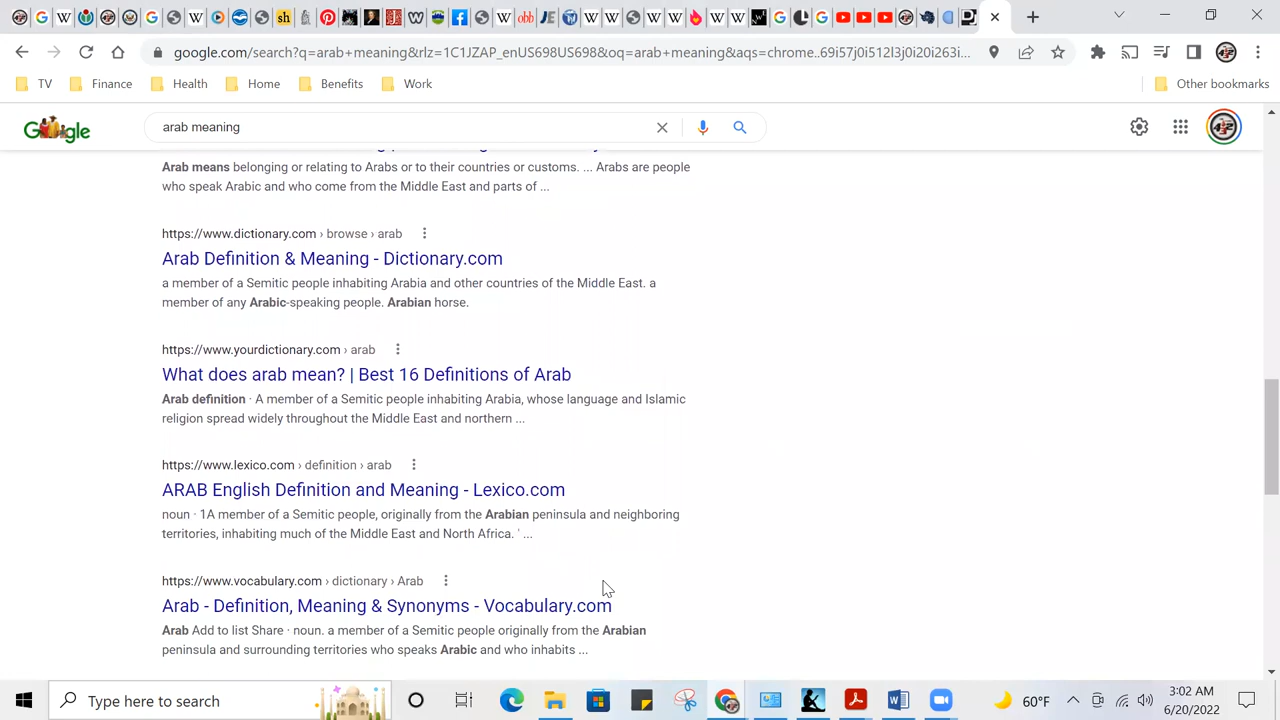 google.com/search?q=arab+meaning&rlz=1C1JZAP_enUS698US698&oq=arab+meaning&aqs=chrome..69i57j0i512l3j0i20i263i...
TV Finance Health Home Benefits Work Other bookmarks
Google arab meaning
Arab means belonging or relating to Arabs or to their countries or customs. ... Arabs are people
who speak Arabic and who come from the Middle East and parts of ...
https://www.dictionary.com › browse › arab
Arab Definition & Meaning - Dictionary.com
a member of a Semitic people inhabiting Arabia and other countries of the Middle East. a
member of any Arabic-speaking people. Arabian horse.
https://www.yourdictionary.com › arab
What does arab mean? | Best 16 Definitions of Arab
Arab definition · A member of a Semitic people inhabiting Arabia, whose language and Islamic
religion spread widely throughout the Middle East and northern ...
https://www.lexico.com › definition › arab
ARAB English Definition and Meaning - Lexico.com
noun · 1A member of a Semitic people, originally from the Arabian peninsula and neighboring
territories, inhabiting much of the Middle East and North Africa. ' ...
https://www.vocabulary.com › dictionary › Arab
Arab - Definition, Meaning & Synonyms - Vocabulary.com
Arab Add to list Share · noun. a member of a Semitic people originally from the Arabian
peninsula and surrounding territories who speaks Arabic and who inhabits ...
Type here to search
60°F
3:02 AM
6/20/2022